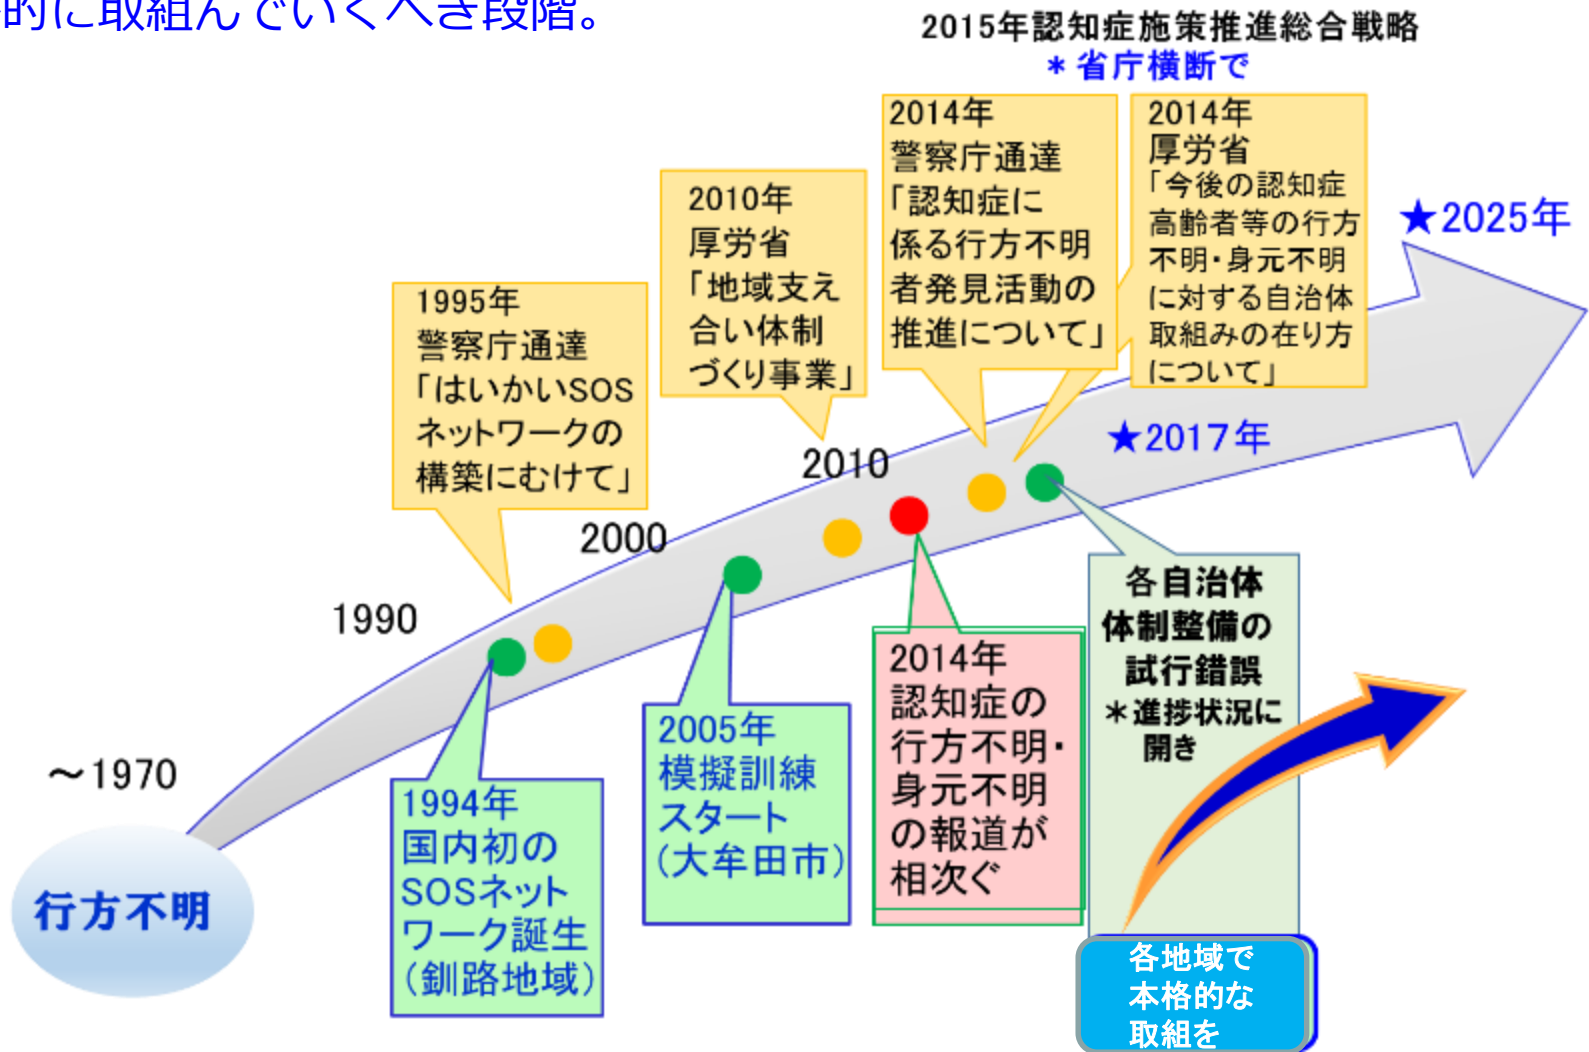 的に取組んでいくべき段階。
2015年認知症施策推進総合戦略
＊省庁横断で
2014年
警察庁通達
「認知症に
係る行方不明
者発見活動の
推進について」
2014年
厚労省
「今後の認知症
高齢者等の行方
不明・身元不明
に対する自治体
取組みの在り方
について」
2010年
厚労省
「地域支え
合い体制
づくり事業」
1995年
警察庁通達
「はいかいSOS
ネットワークの
構築にむけて」
★2025年
★2017年
2010
2000
1990
～1970
行方不明
1994年
国内初の
SOSネット
ワーク誕生
（釧路地域）
2005年
模擬訓練
スタート
（大牟田市）
2014年
認知症の
行方不明・
身元不明
の報道が
相次ぐ
各自治体
体制整備の
試行錯誤
＊進捗状況に
開き
各地域で
本格的な
取組を